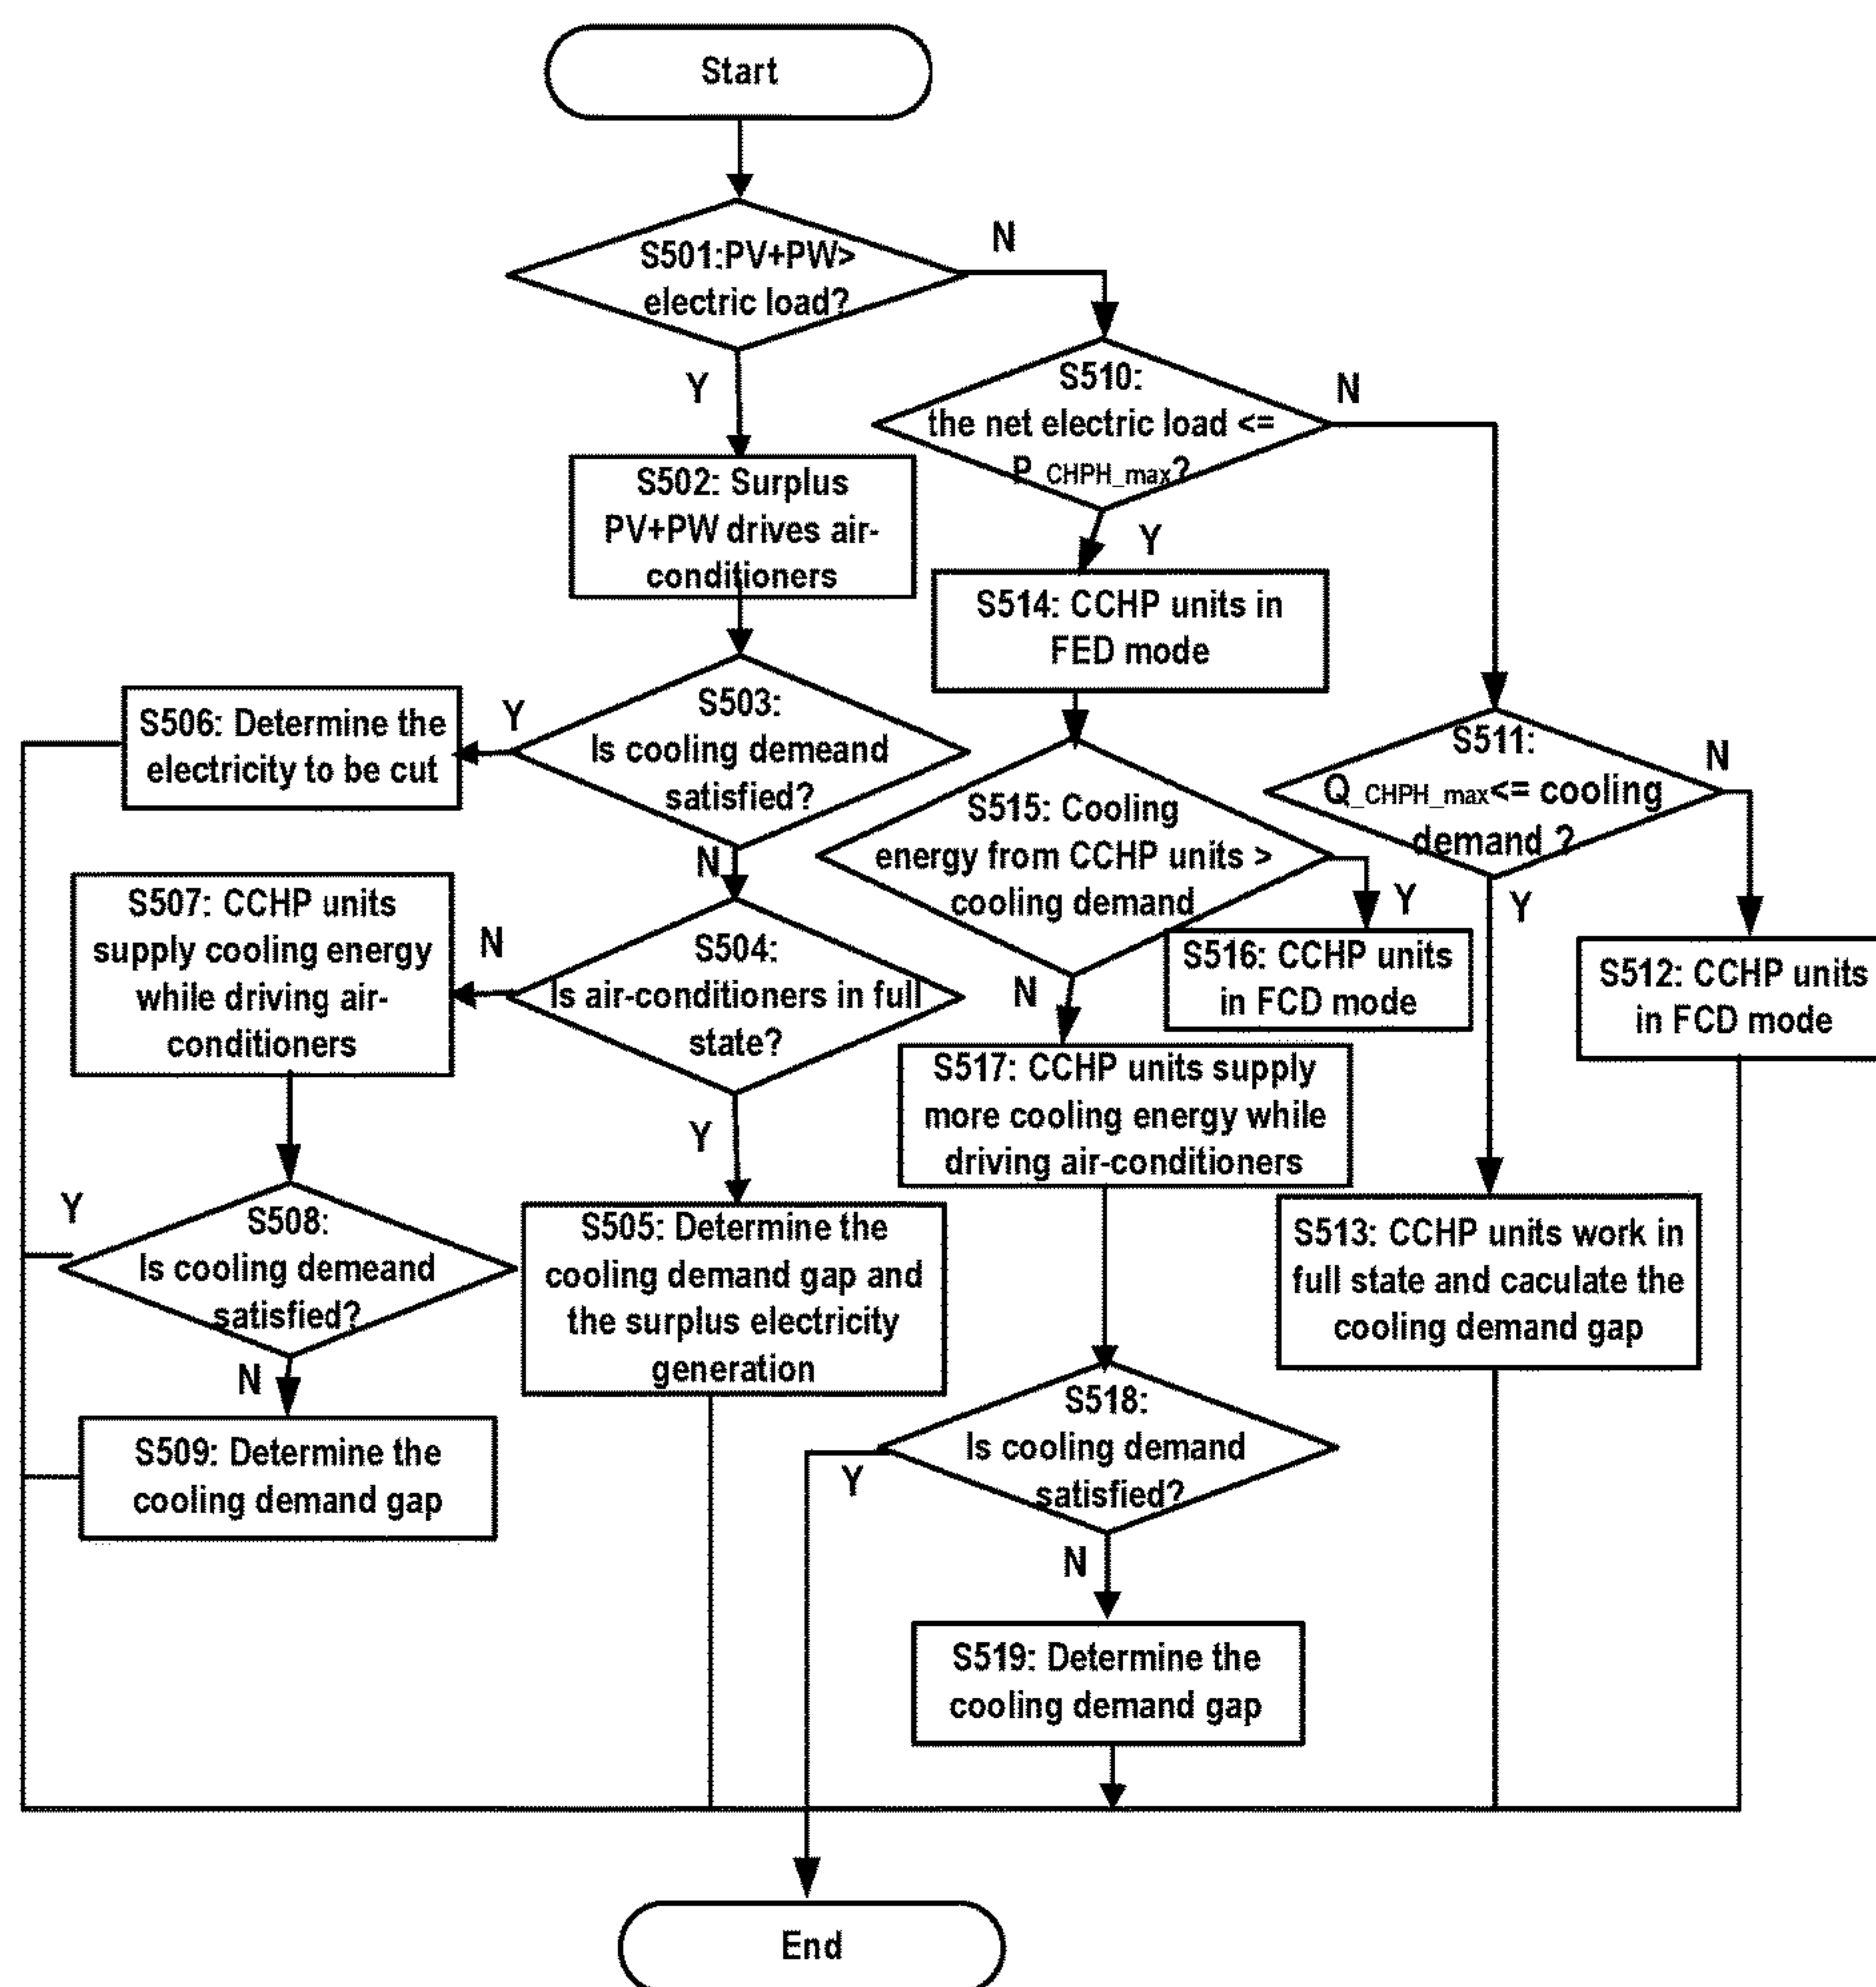 Start
S501:PV+PW>
electric load?
N
Y
S510:
the net electric load <=
P_CHPH_max?
N
Y
S502: Surplus
PV+PW drives air-
conditioners
S514: CCHP units in
FED mode
S503:
Is cooling demeand
satisfied?
Y
N
S506: Determine the
electricity to be cut
S511:
Q_CHPH_max<= cooling
demand ?
N
Y
S515: Cooling
energy from CCHP units >
cooling demand
Y
N
S507: CCHP units
supply cooling energy
while driving air-
conditioners
S504:
Is air-conditioners in full
state?
N
Y
S516: CCHP units
in FCD mode
S512: CCHP units
in FCD mode
S517: CCHP units supply
more cooling energy while
driving air-conditioners
S508:
Is cooling demeand
satisfied?
Y
N
S505: Determine the
cooling demand gap and
the surplus electricity
generation
S513: CCHP units work in
full state and caculate the
cooling demand gap
S518:
Is cooling demand
satisfied?
Y
N
S509: Determine the
cooling demand gap
S519: Determine the
cooling demand gap
End